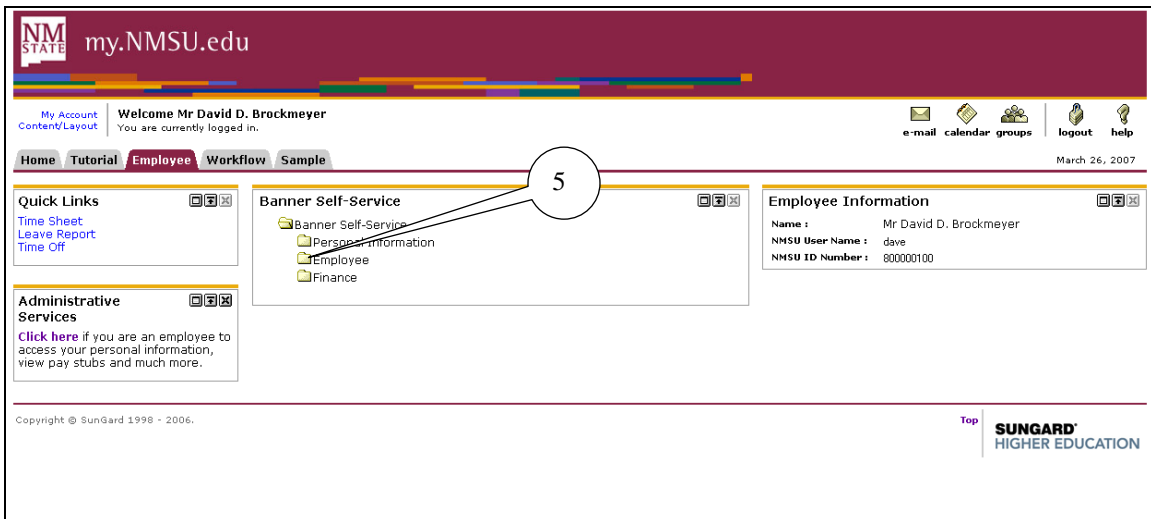 NM
STATE
my.NMSU.edu
My Account
Content/Layout
Welcome Mr David D. Brockmeyer
You are currently logged in.
e-mail calendar groups logout help
Home Tutorial Employee Workflow Sample
March 26, 2007
5
Quick Links
Time Sheet
Leave Report
Time Off
Administrative
Services
Click here if you are an employee to
access your personal information,
view pay stubs and much more.
Banner Self-Service
Banner Self-Service
Personal Information
Employee
Finance
Employee Information
Name : Mr David D. Brockmeyer
NMSU User Name : dave
NMSU ID Number : 800000100
Copyright © SunGard 1998 - 2006.
Top
SUNGARD'
HIGHER EDUCATION